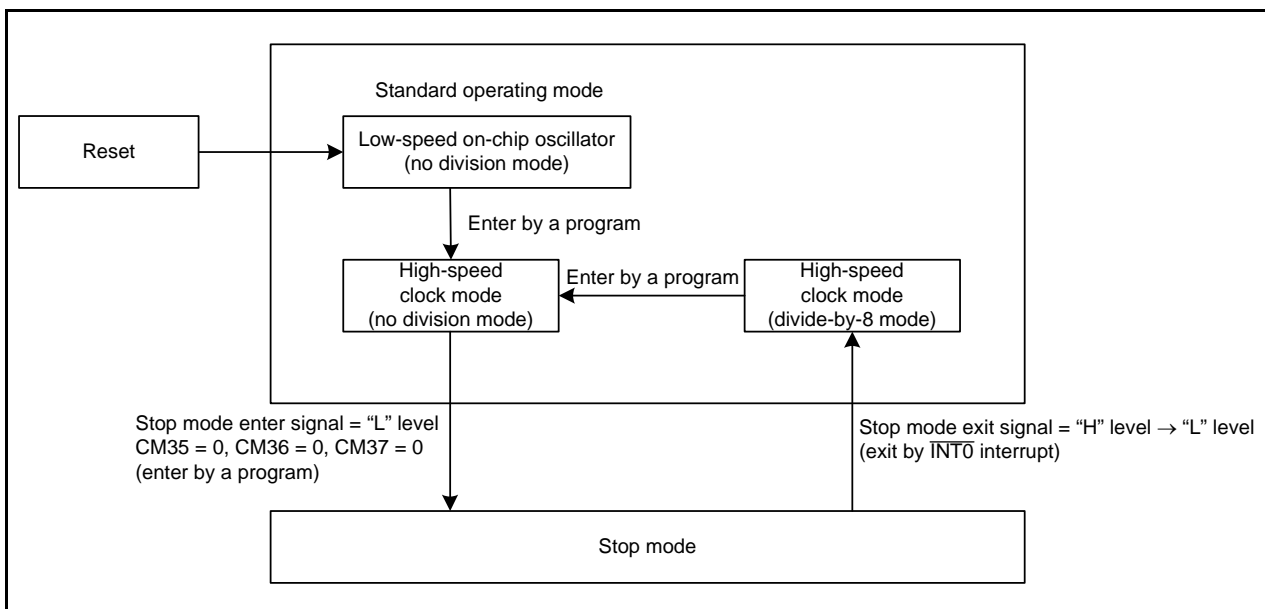 Standard operating mode
Reset
Low-speed on-chip oscillator
(no division mode)
Enter by a program
High-speed
clock mode
(no division mode)
Enter by a program
High-speed
clock mode
(divide-by-8 mode)
Stop mode enter signal = “L” level
CM35 = 0, CM36 = 0, CM37 = 0
(enter by a program)
Stop mode exit signal = “H” level → “L” level
(exit by INT0 interrupt)
Stop mode